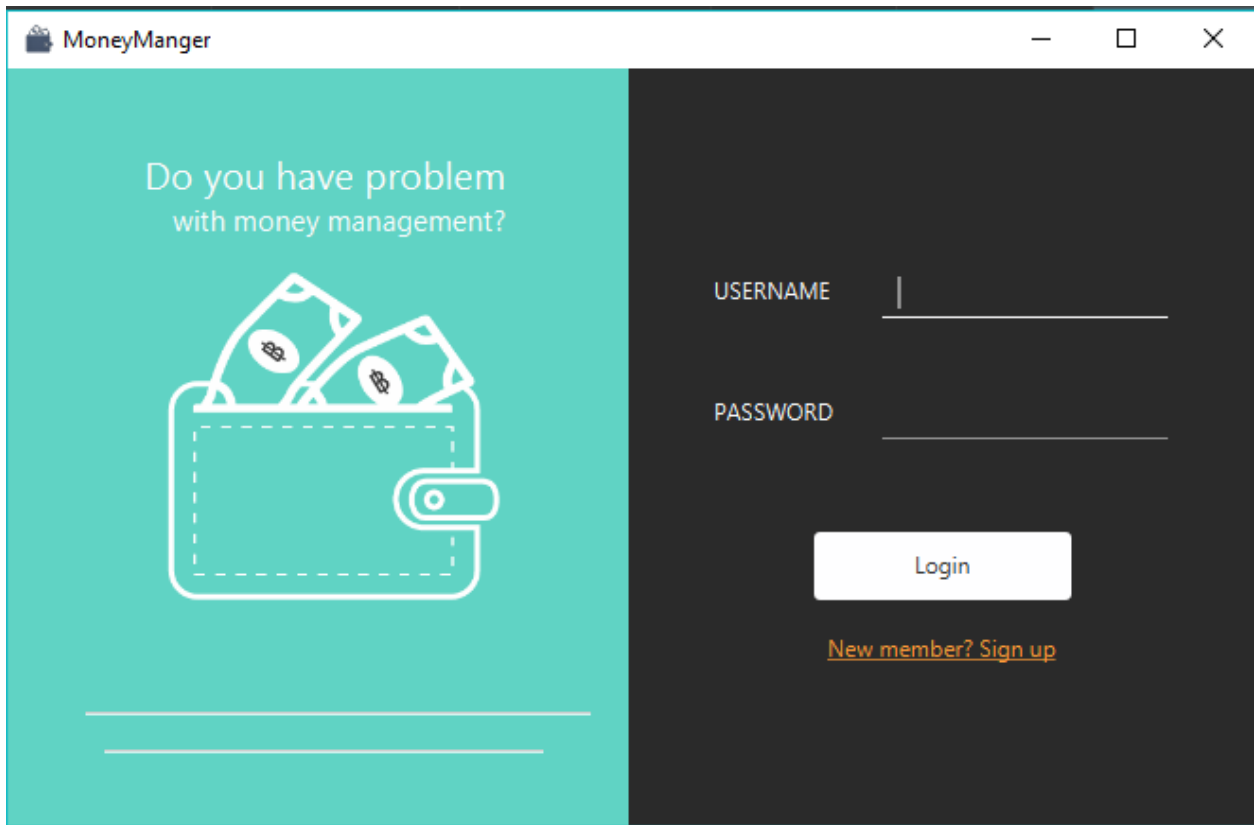 MoneyManger
Do you have problem
with money management?
USERNAME
PASSWORD
Login
New member? Sign up